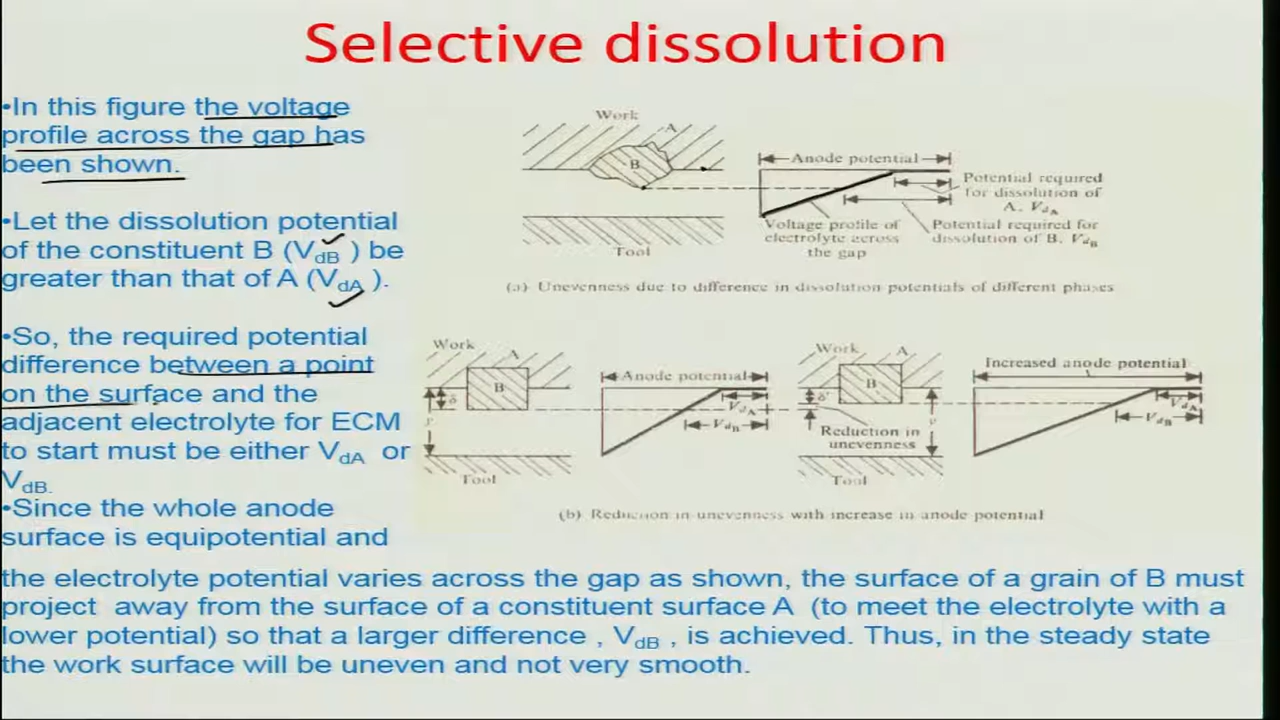 Selective dissolution
•In this figure the voltage
profile across the gap has
been shown.
•Let the dissolution potential
of the constituent B (VdB ) be
greater than that of A (VdA ).
•So, the required potential
difference between a point
on the surface and the
adjacent electrolyte for ECM
to start must be either VdA or
VdB.
•Since the whole anode
surface is equipotential and
the electrolyte potential varies across the gap as shown, the surface of a grain of B must
project away from the surface of a constituent surface A (to meet the electrolyte with a
lower potential) so that a larger difference , VdB , is achieved. Thus, in the steady state
the work surface will be uneven and not very smooth.
Work
A
B
Tool
Anode potential
Potential required
for dissolution of
A, VdA
Voltage profile of
electrolyte across
the gap
Potential required for
dissolution of B, VdB
(a) Unevenness due to difference in dissolution potentials of different phases
Work
A
B
δ
y
Tool
Anode potential
VdA
VdB
Work
A
B
δ'
y
Reduction in
unevenness
Tool
Increased anode potential
VdA
VdB
(b) Reduction in unevenness with increase in anode potential